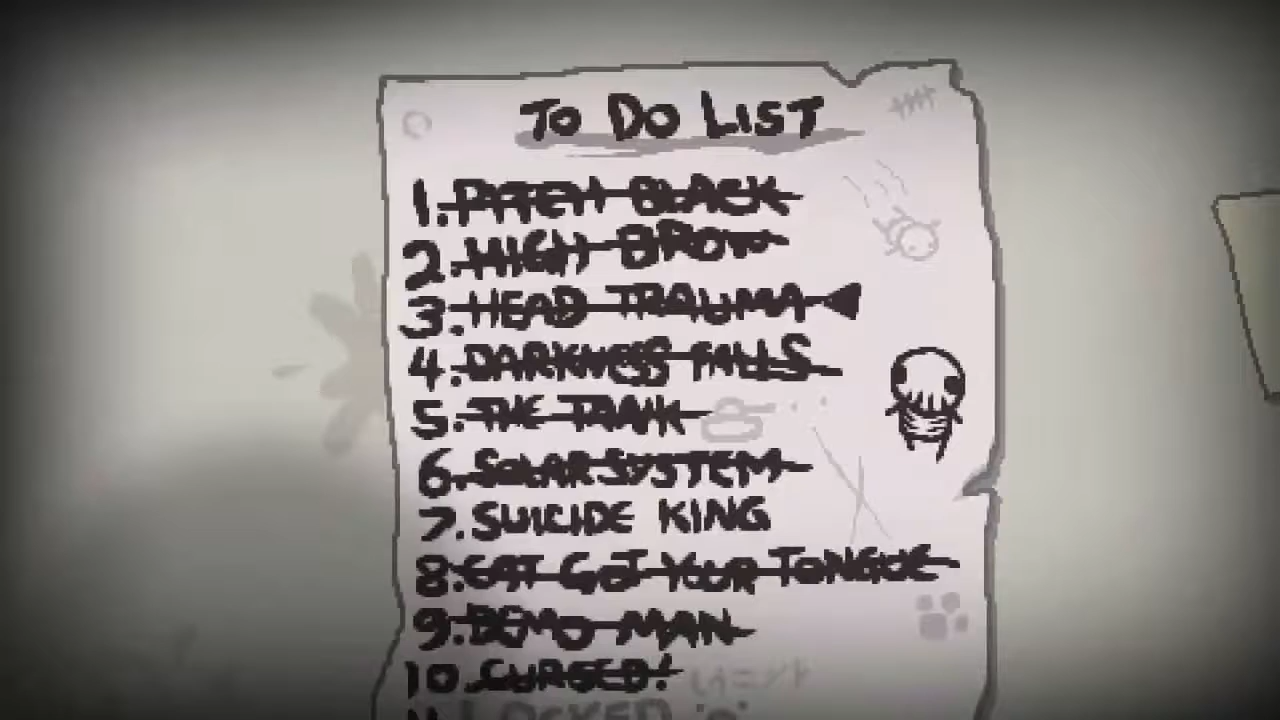 TO DO LIST
1. PITCH BLACK
2. HIGH BROW
3. HEAD TRAUMA
4. DARKNESS FALLS
5. THE TANK
6. SOLAR SYSTEM
7. SUICIDE KING
8. CAT GOT YOUR TONGUE
9. DEMO MAN
10. CURSED!
LOCKED